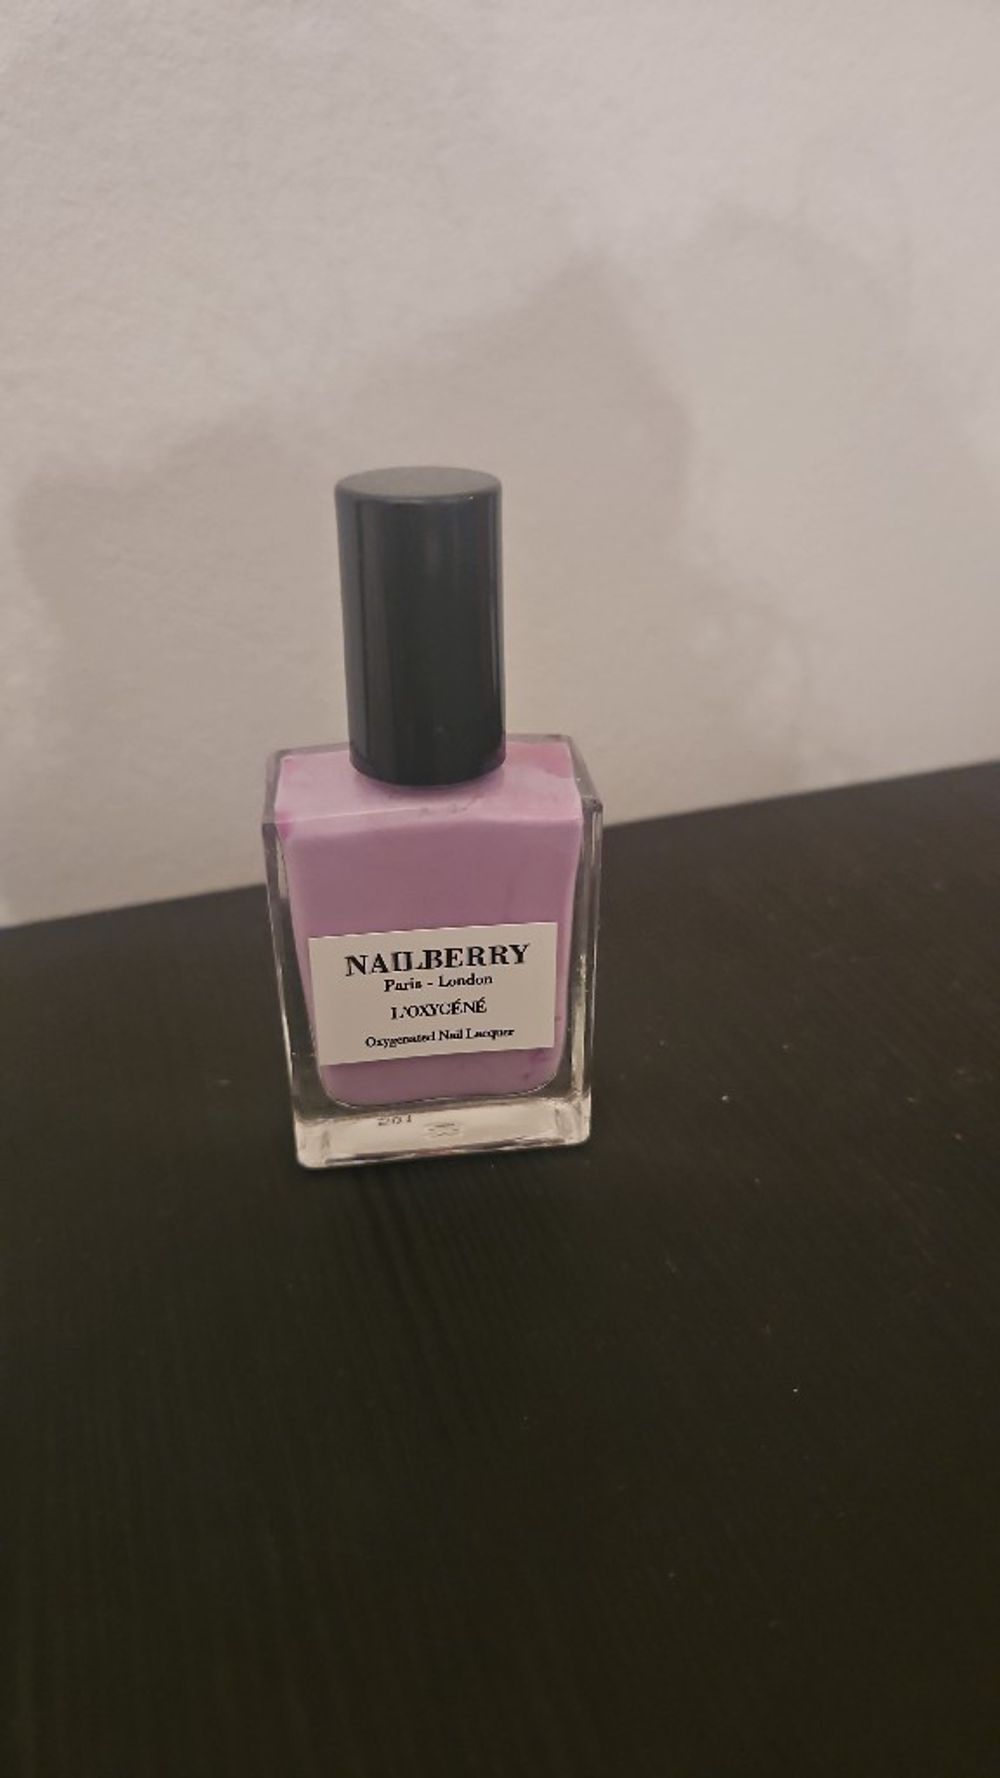 NAILBERRY
Paris - London
L'OXYGÉNÉ
Oxygenated Nail Lacquer